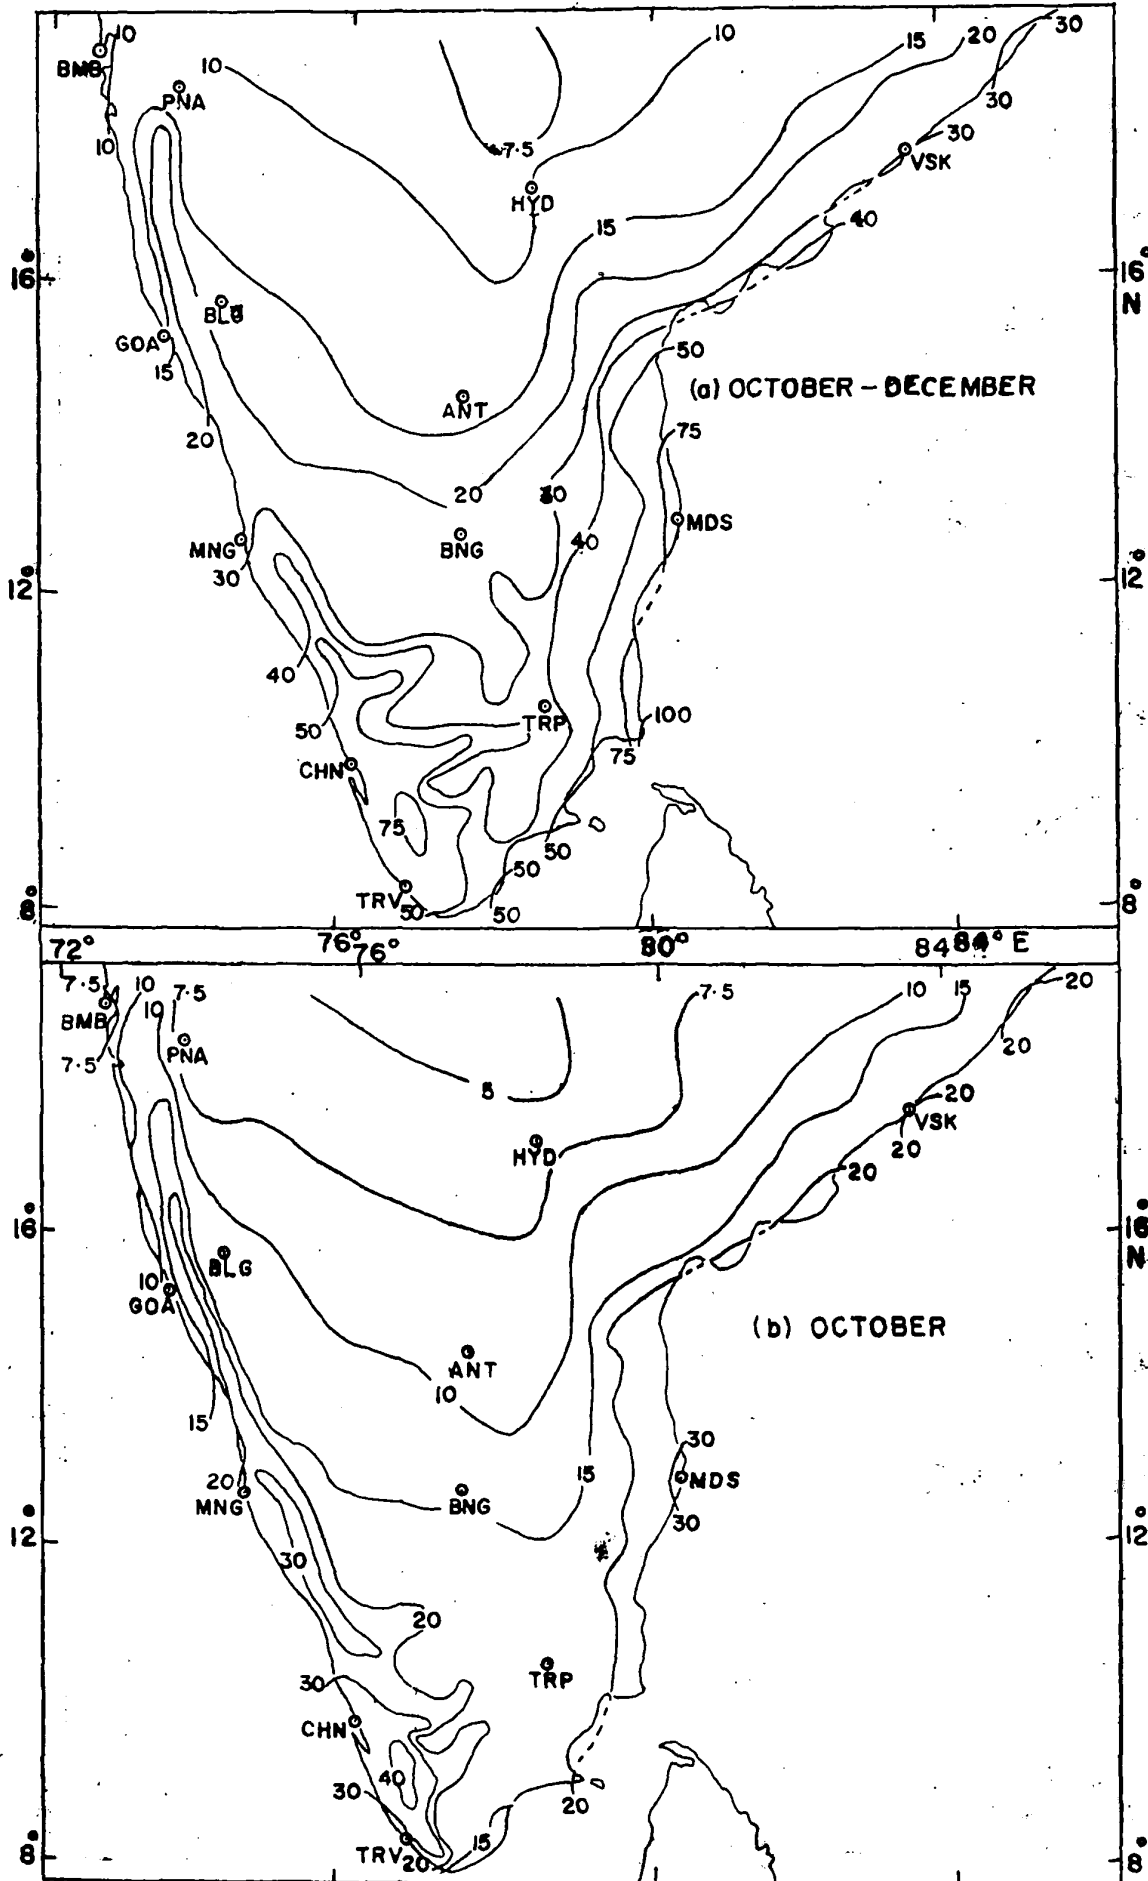 10 10 15 20 30
BMB
PNA
10 7.5 30
30
VSK
HYD
15 40
16° 16°
N
BLG
GOA
15 50
(a) OCTOBER – DECEMBER
ANT
20 75
20 30
MDS
MNG BNG 40
30
12° 12°
40
50 TRP 100
CHN 75
75
50 50
TRV 50 50
8° 8°
72° 76° 76° 80° 84 84° E
7.5 10 7.5 7.5 10 15 20
BMB 10
PNA 20
7.5 5
20
VSK
20
HYD
20
16° 16°
N
BLG
10
GOA
(b) OCTOBER
ANT
10
15 30
15
20 MDS
MNG BNG
30
12° 12°
30
20
30 TRP
CHN
40
30 20
15
TRV 20
8° 8°